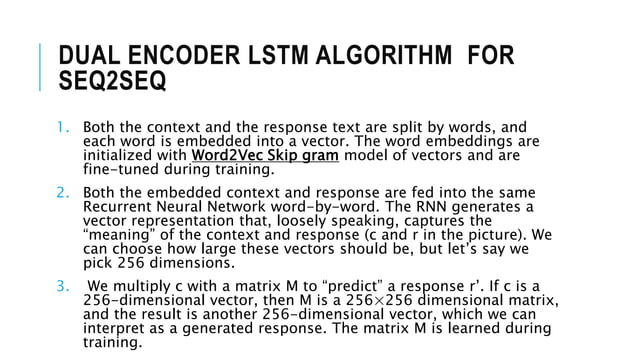 DUAL ENCODER LSTM ALGORITHM FOR
SEQ2SEQ
1. Both the context and the response text are split by words, and
each word is embedded into a vector. The word embeddings are
initialized with Word2Vec Skip gram model of vectors and are
fine-tuned during training.
2. Both the embedded context and response are fed into the same
Recurrent Neural Network word-by-word. The RNN generates a
vector representation that, loosely speaking, captures the
“meaning” of the context and response (c and r in the picture). We
can choose how large these vectors should be, but let’s say we
pick 256 dimensions.
3. We multiply c with a matrix M to “predict” a response r’. If c is a
256-dimensional vector, then M is a 256×256 dimensional matrix,
and the result is another 256-dimensional vector, which we can
interpret as a generated response. The matrix M is learned during
training.